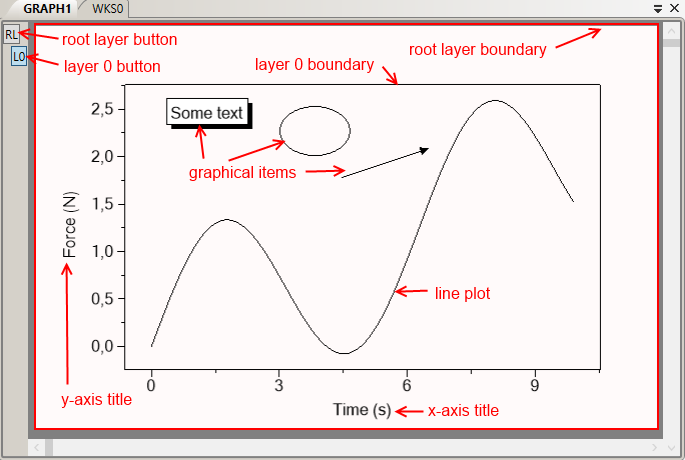 GRAPH1 WKS0
RL root layer button
root layer boundary
L0 layer 0 button
layer 0 boundary
Some text
graphical items
line plot
2,5
2,0
1,5
1,0
0,5
0,0
Force (N)
0 3 6 9
y-axis title
Time (s) x-axis title